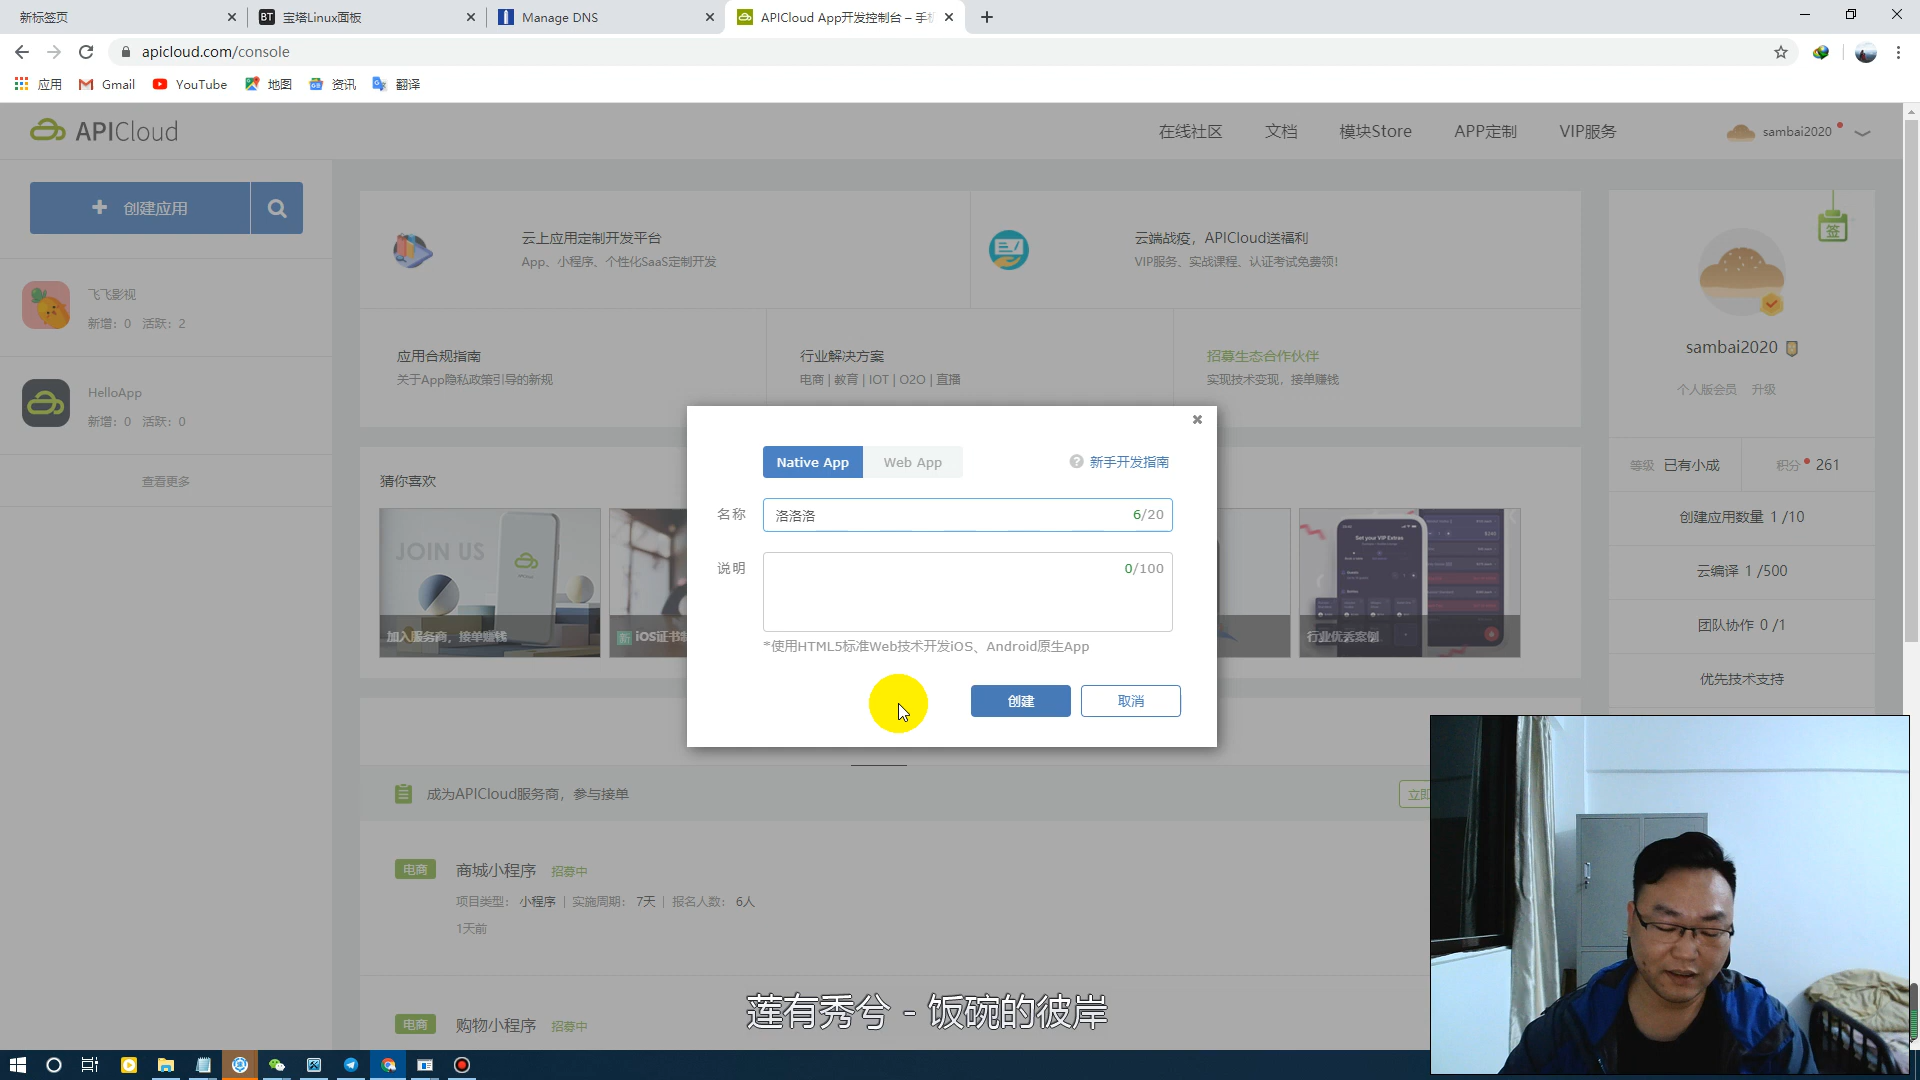 新标签页
BT 宝塔Linux面板
Manage DNS
APICloud App开发控制台 – 手
apicloud.com/console
应用
Gmail
YouTube
地图
资讯
翻译
APICloud
在线社区
文档
模块Store
APP定制
VIP服务
sambai2020
创建应用
飞飞影视
新增: 0 活跃: 2
HelloApp
新增: 0 活跃: 0
查看更多
云上应用定制开发平台
App、小程序、个性化SaaS定制开发
云端战疫，APICloud送福利
VIP服务、实战课程、认证考试免费领!
应用合规指南
关于App隐私政策引导的新规
行业解决方案
电商 | 教育 | IOT | O2O | 直播
招募生态合作伙伴
实现技术变现，接单赚钱
签
sambai2020
个人版会员 升级
等级 已有小成
积分 261
创建应用数量 1 /10
云编译 1 /500
团队协作 0 /1
优先技术支持
猜你喜欢
JOIN US
加入服务商，接单赚钱
新 iOS证书
Set your VIP Extras
行业优秀案例
Native App
Web App
新手开发指南
名称
洛洛洛
6/20
说明
0/100
*使用HTML5标准Web技术开发iOS、Android原生App
创建
取消
成为APICloud服务商，参与接单
立即
电商
商城小程序 招募中
项目类型: 小程序 | 实施周期: 7天 | 报名人数: 6人
1天前
电商
购物小程序 招募中
莲有秀兮 - 饭碗的彼岸